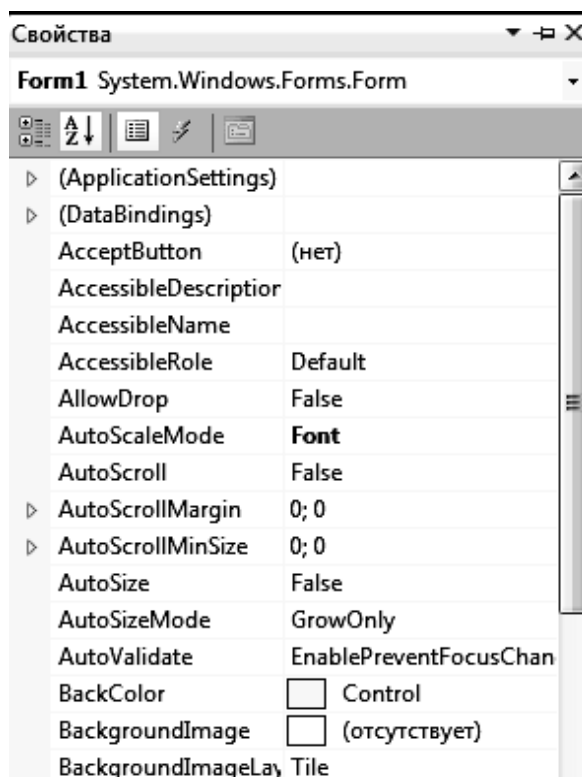 Свойства
Form1 System.Windows.Forms.Form
A
Z
(ApplicationSettings)
(DataBindings)
AcceptButton (нет)
AccessibleDescription
AccessibleName
AccessibleRole Default
AllowDrop False
AutoScaleMode Font
AutoScroll False
AutoScrollMargin 0; 0
AutoScrollMinSize 0; 0
AutoSize False
AutoSizeMode GrowOnly
AutoValidate EnablePreventFocusChan
BackColor Control
BackgroundImage (отсутствует)
BackgroundImageLay Tile